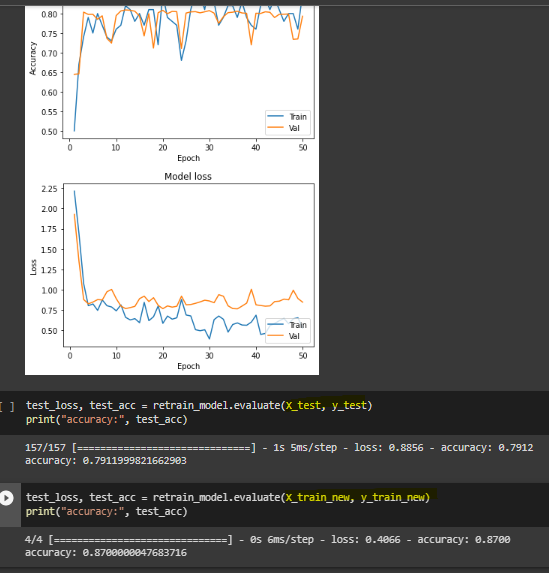 0.80
0.75
0.70
0.65
0.60
0.55
0.50
Accuracy
Train
Val
0 10 20 30 40 50
Epoch
Model loss
2.25
2.00
1.75
1.50
1.25
1.00
0.75
0.50
Loss
Train
Val
0 10 20 30 40 50
Epoch
[ ] test_loss, test_acc = retrain_model.evaluate(X_test, y_test)
print("accuracy:", test_acc)
157/157 [==============================] - 1s 5ms/step - loss: 0.8856 - accuracy: 0.7912
accuracy: 0.7911999821662903
test_loss, test_acc = retrain_model.evaluate(X_train_new, y_train_new)
print("accuracy:", test_acc)
4/4 [==============================] - 0s 6ms/step - loss: 0.4066 - accuracy: 0.8700
accuracy: 0.8700000047683716